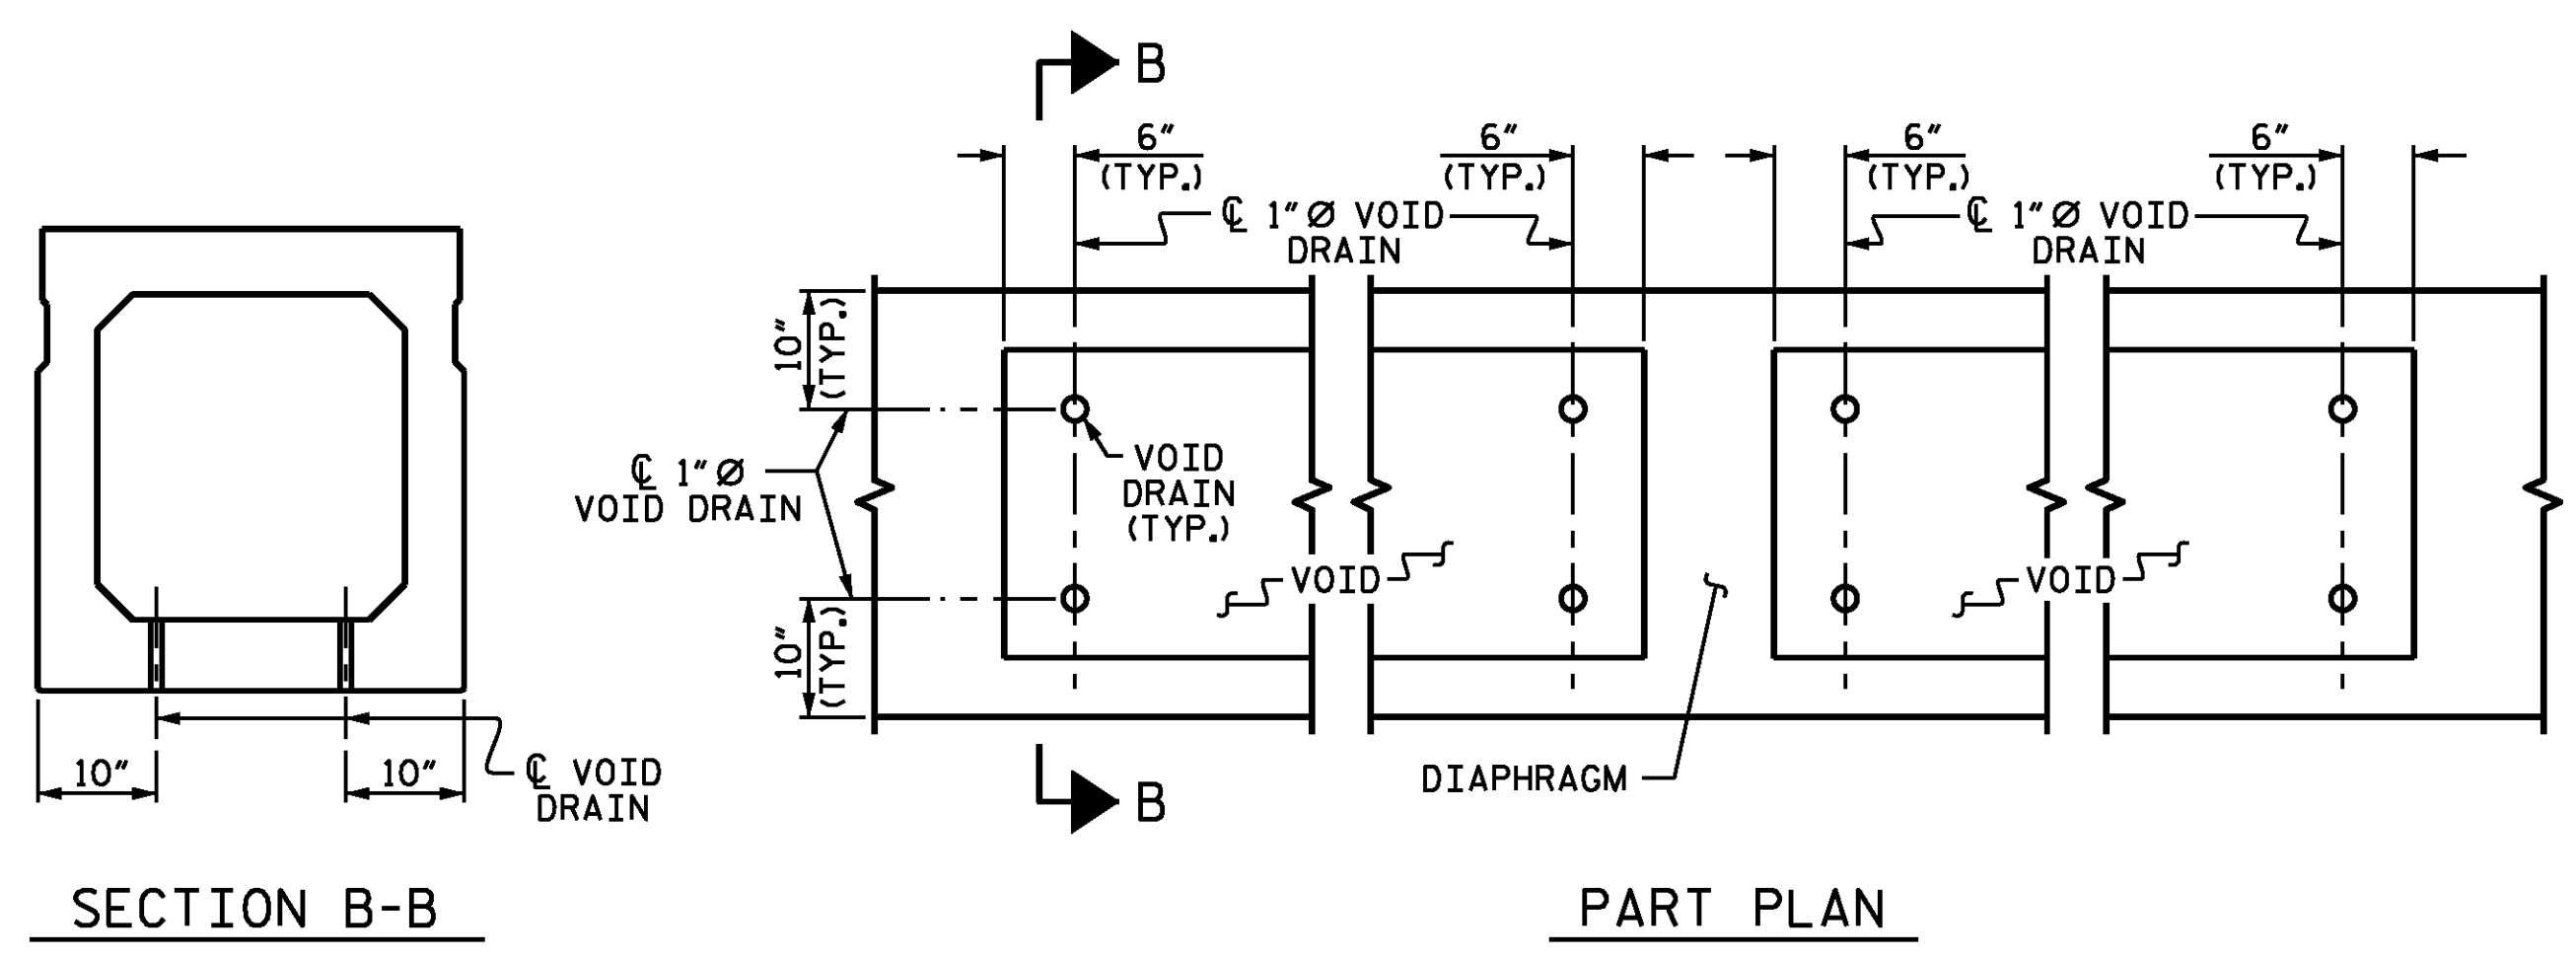 B
6" 6" 6" 6"
(TYP.) (TYP.) (TYP.) (TYP.)
℄ 1" Ø VOID
DRAIN
℄ 1" Ø VOID
DRAIN
10"
(TYP.)
℄ 1" Ø
VOID DRAIN
VOID
DRAIN
(TYP.)
VOID
VOID
10"
(TYP.)
10"
10"
℄ VOID
DRAIN
DIAPHRAGM
B
SECTION B-B
PART PLAN